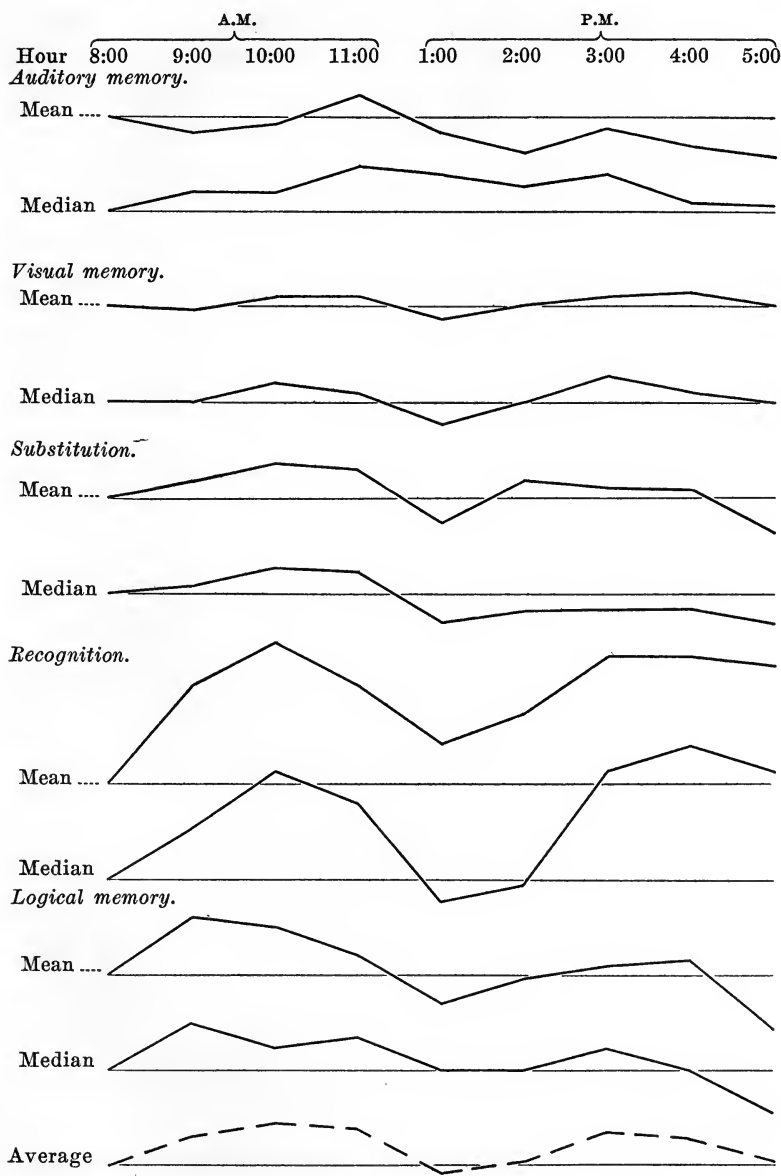 A.M. P.M.
Hour 8:00 9:00 10:00 11:00 1:00 2:00 3:00 4:00 5:00
Auditory memory.
Mean ....
Median
Visual memory.
Mean ....
Median
Substitution.
Mean ....
Median
Recognition.
Mean ....
Median
Logical memory.
Mean ....
Median
Average